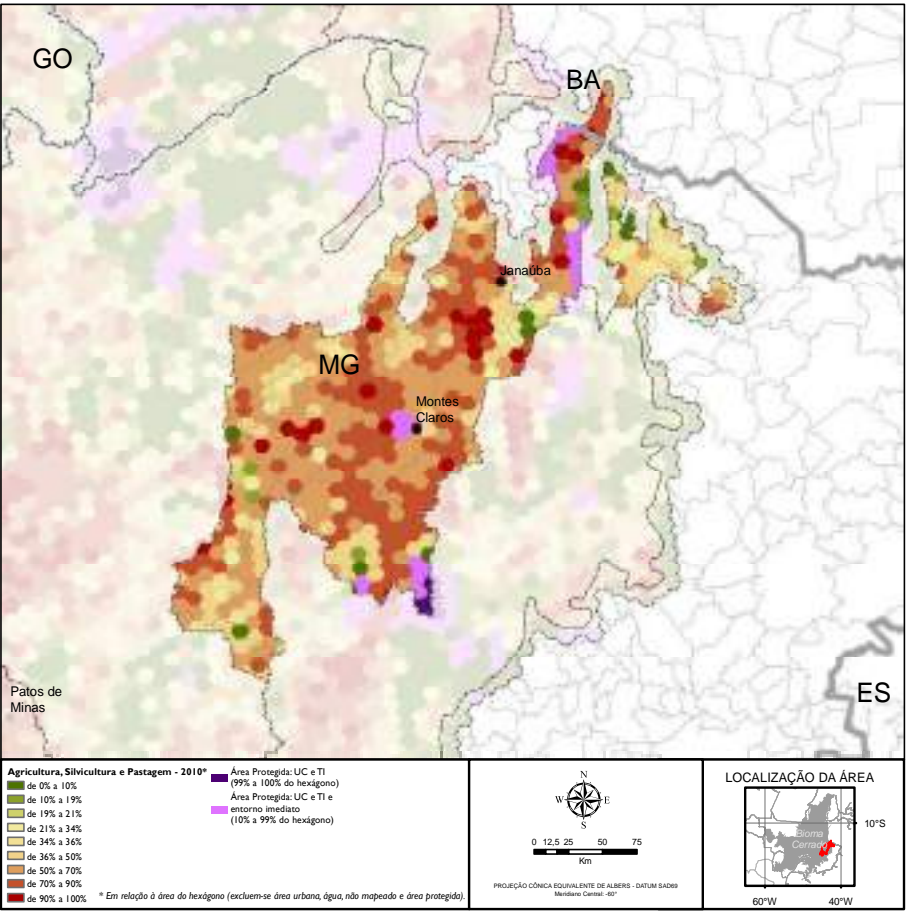 GO
BA
Janaúba
MG
Montes
Claros
Patos de
Minas
ES
Agricultura, Silvicultura e Pastagem - 2010*
de 0% a 10%
de 10% a 19%
de 19% a 21%
de 21% a 34%
de 34% a 36%
de 36% a 50%
de 50% a 70%
de 70% a 90%
de 90% a 100%
Área Protegida: UC e TI
(99% a 100% do hexágono)
Área Protegida: UC e TI e
entorno imediato
(10% a 99% do hexágono)
* Em relação à área do hexágono (excluem-se área urbana, água, não mapeado e área protegida).
N
W E
S
0 12,5 25 50 75
Km
PROJEÇÃO CÔNICA EQUIVALENTE DE ALBERS - DATUM SAD69
Meridiano Central: -60°
LOCALIZAÇÃO DA ÁREA
Bioma
Cerrado
10°S
60°W 40°W